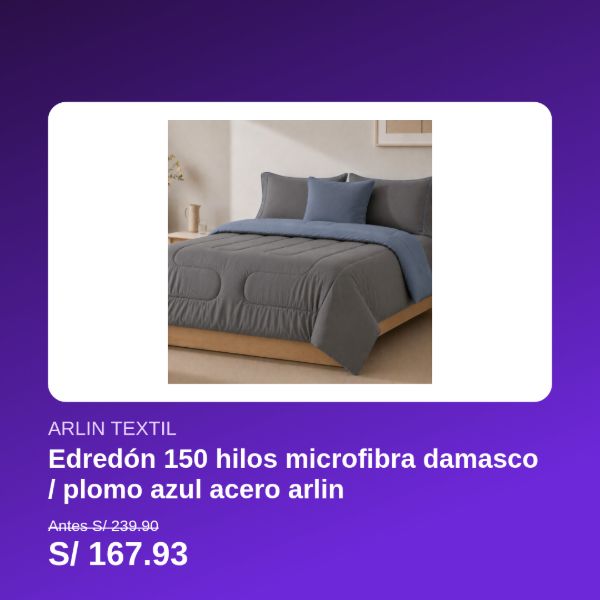 ARLIN TEXTIL
Edredón 150 hilos microfibra damasco
/ plomo azul acero arlin
Antes S/ 239.90
S/ 167.93